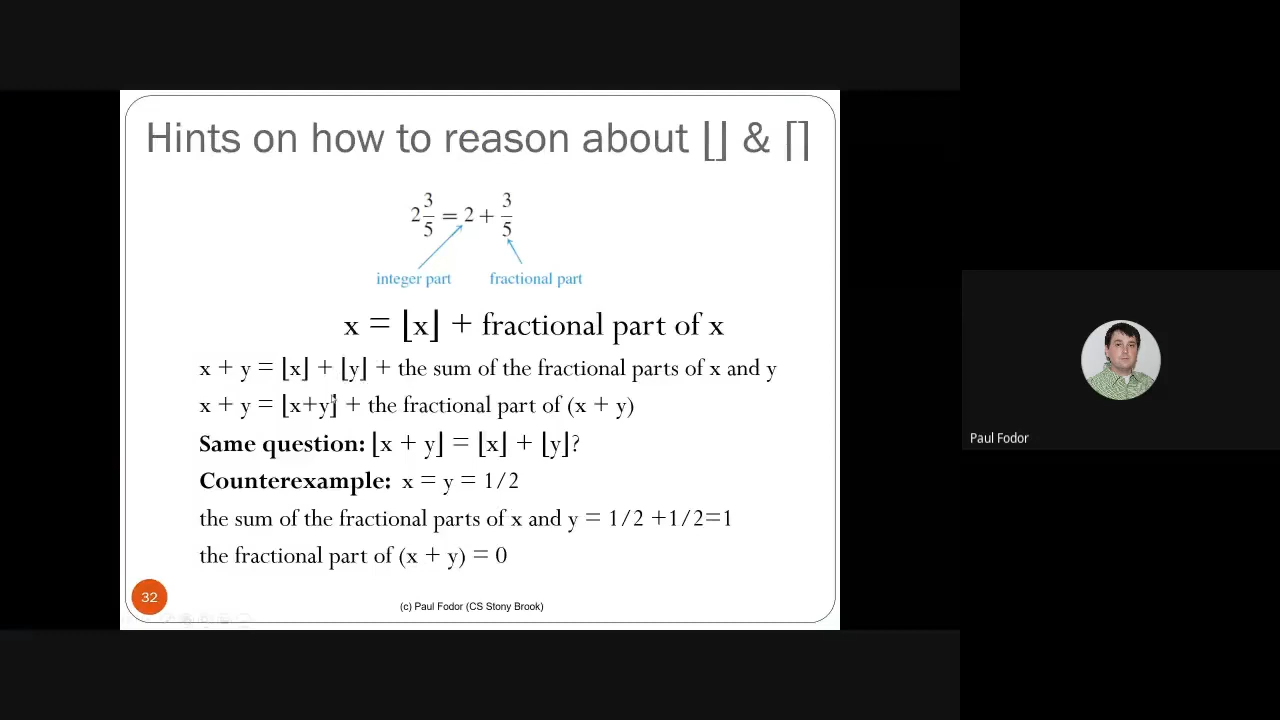 Hints on how to reason about ⌊⌋ & ⌈⌉
2 3/5 = 2 + 3/5
integer part fractional part
x = ⌊x⌋ + fractional part of x
x + y = ⌊x⌋ + ⌊y⌋ + the sum of the fractional parts of x and y
x + y = ⌊x+y⌋ + the fractional part of (x + y)
Same question: ⌊x + y⌋ = ⌊x⌋ + ⌊y⌋?
Counterexample: x = y = 1/2
the sum of the fractional parts of x and y = 1/2 +1/2=1
the fractional part of (x + y) = 0
32
(c) Paul Fodor (CS Stony Brook)
Paul Fodor